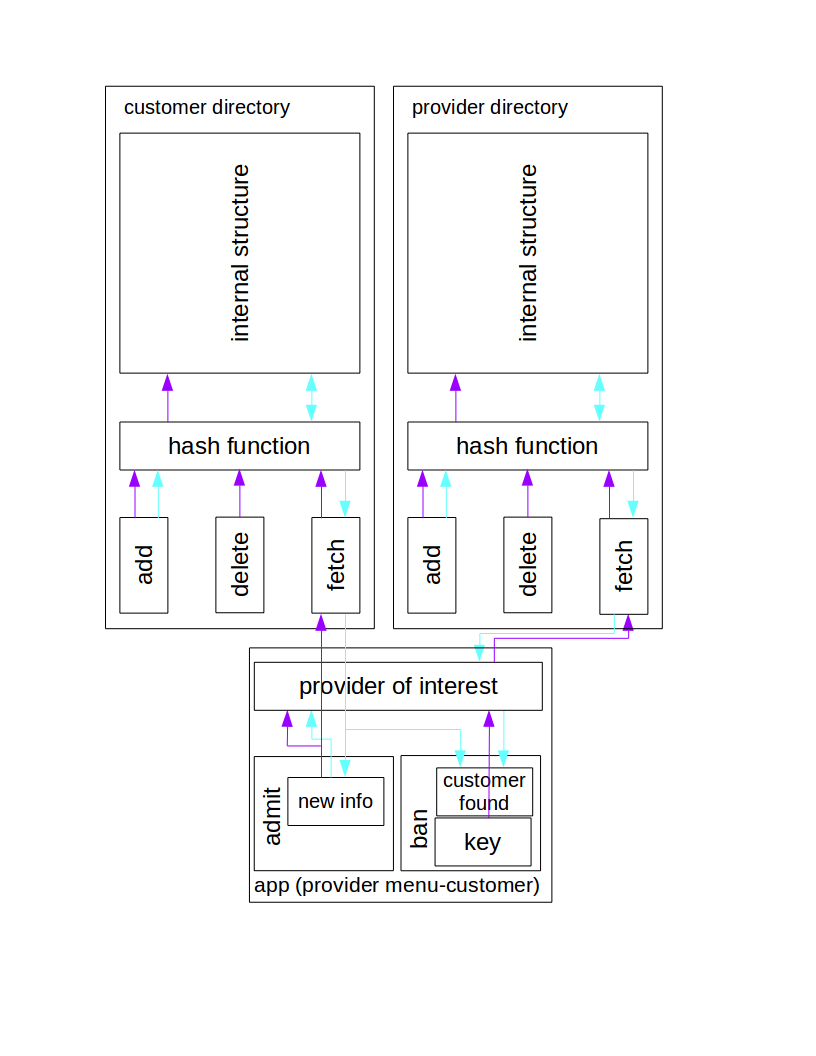 customer directory
provider directory
internal structure
internal structure
hash function
hash function
add
delete
fetch
add
delete
fetch
provider of interest
admit
new info
ban
customer
found
key
app (provider menu-customer)